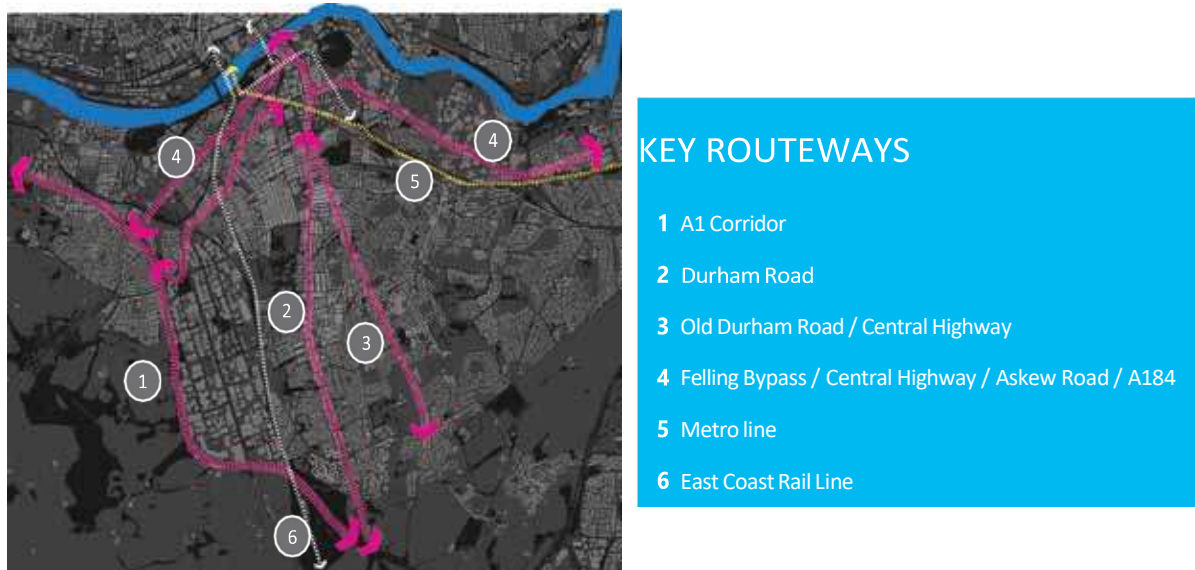 4
4
5
2
3
1
6
KEY ROUTEWAYS
1 A1 Corridor
2 Durham Road
3 Old Durham Road / Central Highway
4 Felling Bypass / Central Highway / Askew Road / A184
5 Metro line
6 East Coast Rail Line